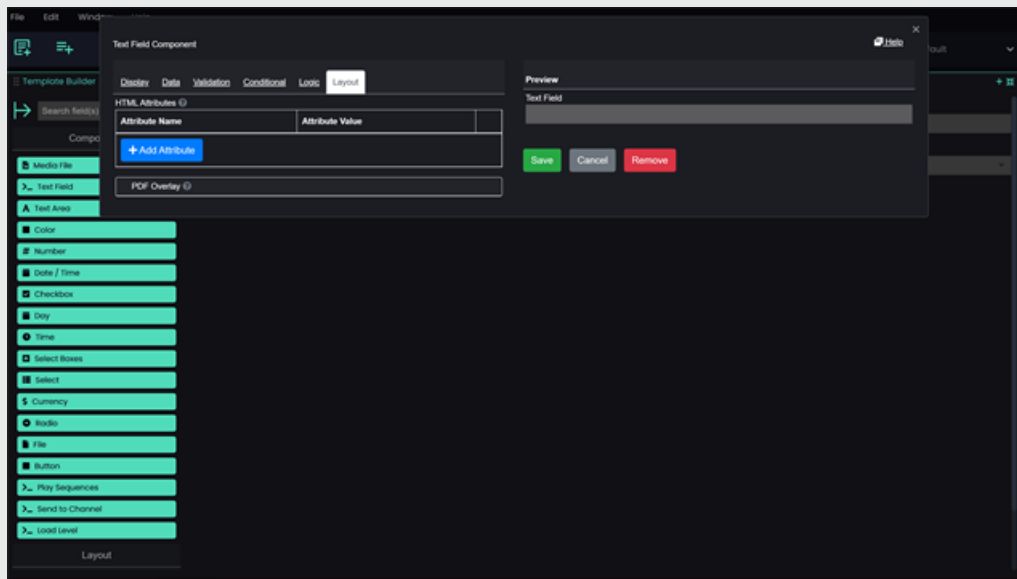 File Edit
Text Field Component
Help
Template Builder
Display Data Validation Conditional Logic Layout
Preview
HTML Attributes
Text Field
Search field(s)
Attribute Name Attribute Value
+ Add Attribute
Save Cancel Remove
Media File
PDF Overlay
Text Field
Text Area
Color
Number
Date / Time
Checkbox
Day
Time
Select Boxes
Select
Currency
Radio
File
Button
Play Sequences
Send to Channel
Load Level
Layout